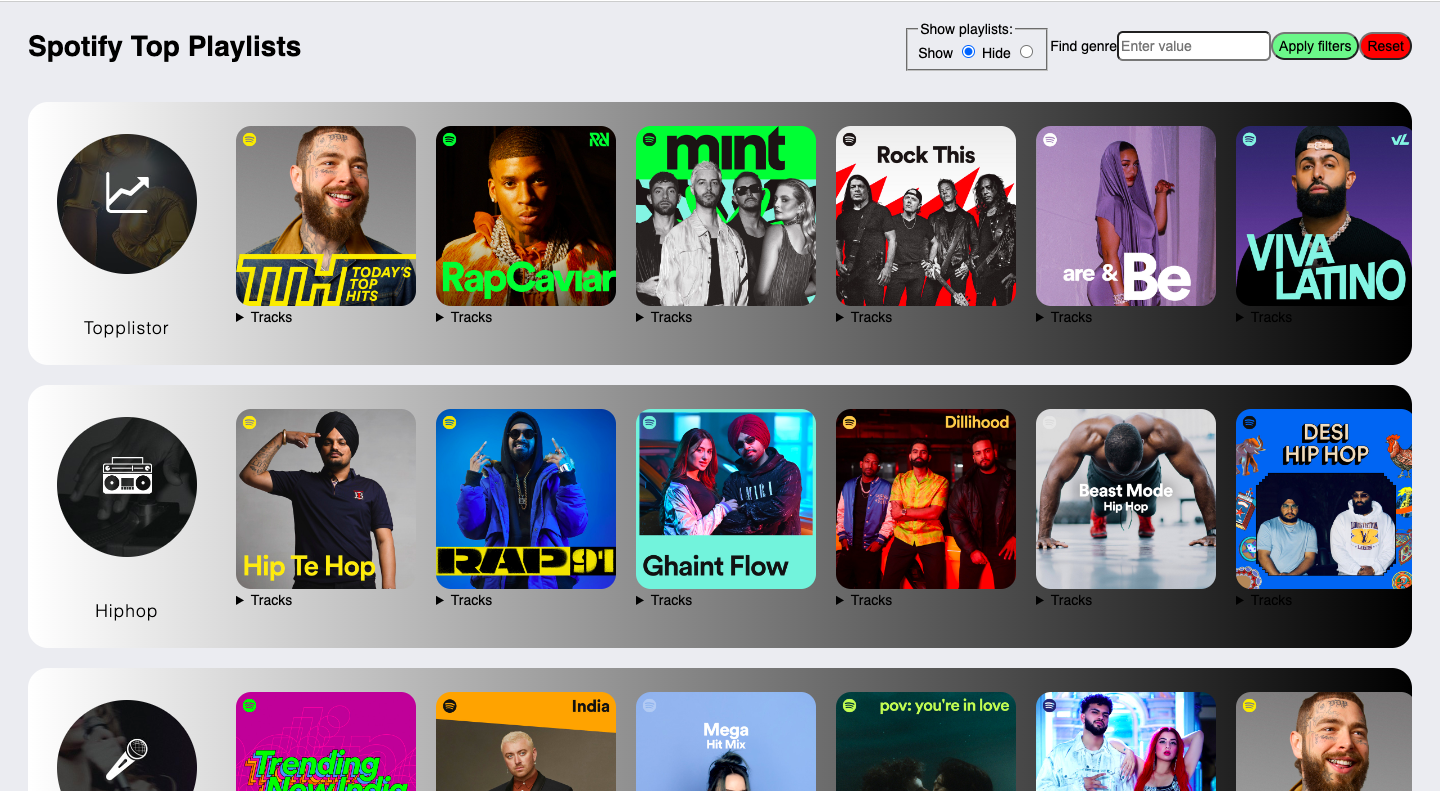 Spotify Top Playlists
Show playlists:
Show Hide
Find genre
Enter value
Apply filters
Reset
TTH TODAY'S
TOP
HITS
RapCaviar
mint
Rock This
are & Be
VL
VIVA
LATINO
Topplistor
Tracks
Tracks
Tracks
Tracks
Tracks
Tracks
Hip Te Hop
RAP 91
AMIRI
Ghaint Flow
Dillihood
Beast Mode
Hip Hop
DESI
HIP HOP
Hiphop
Tracks
Tracks
Tracks
Tracks
Tracks
Tracks
Trending
Now India
India
Mega
Hit Mix
pov: you're in love